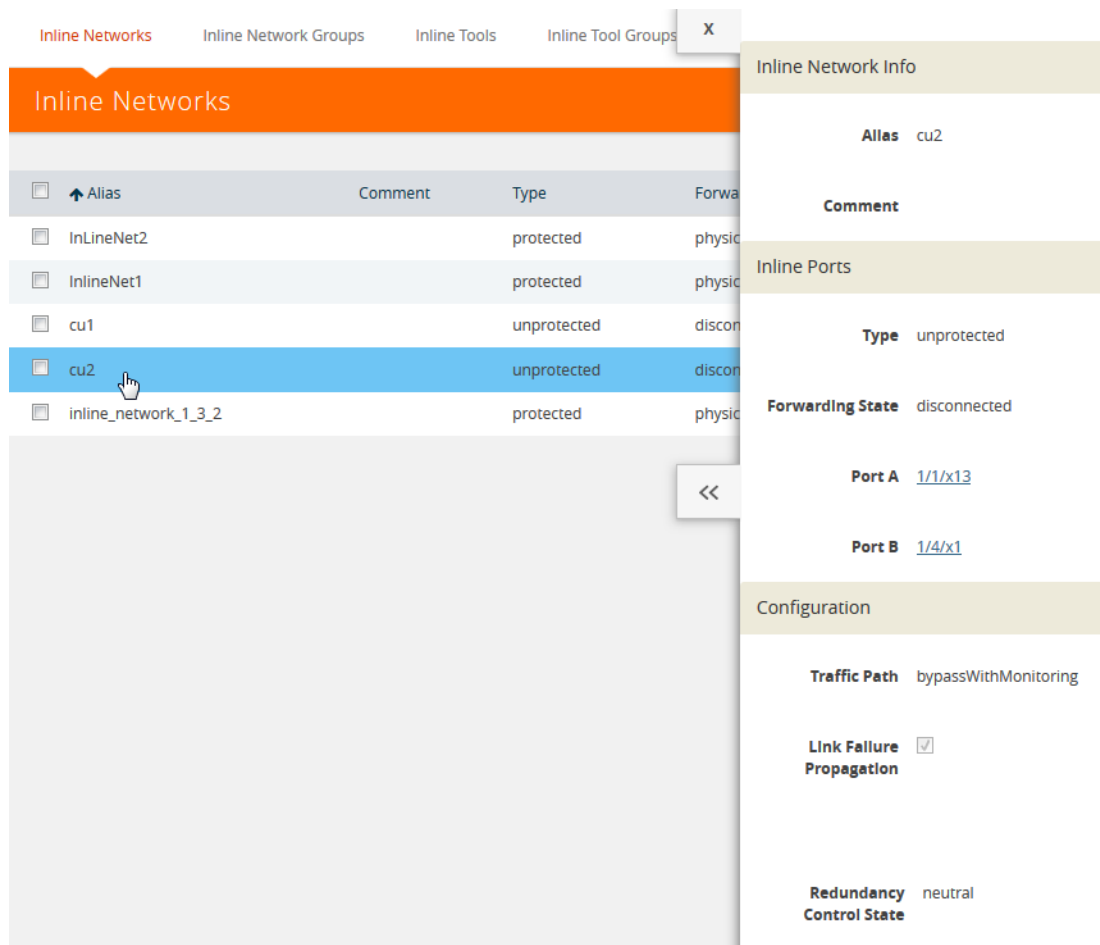 Inline Networks Inline Network Groups Inline Tools Inline Tool Groups x
Inline Networks
Alias Comment Type Forwa
InLineNet2 protected physic
InlineNet1 protected physic
cu1 unprotected discon
cu2 unprotected discon
inline_network_1_3_2 protected physic
<<
Inline Network Info
Alias cu2
Comment
Inline Ports
Type unprotected
Forwarding State disconnected
Port A 1/1/x13
Port B 1/4/x1
Configuration
Traffic Path bypassWithMonitoring
Link Failure
Propagation
Redundancy neutral
Control State